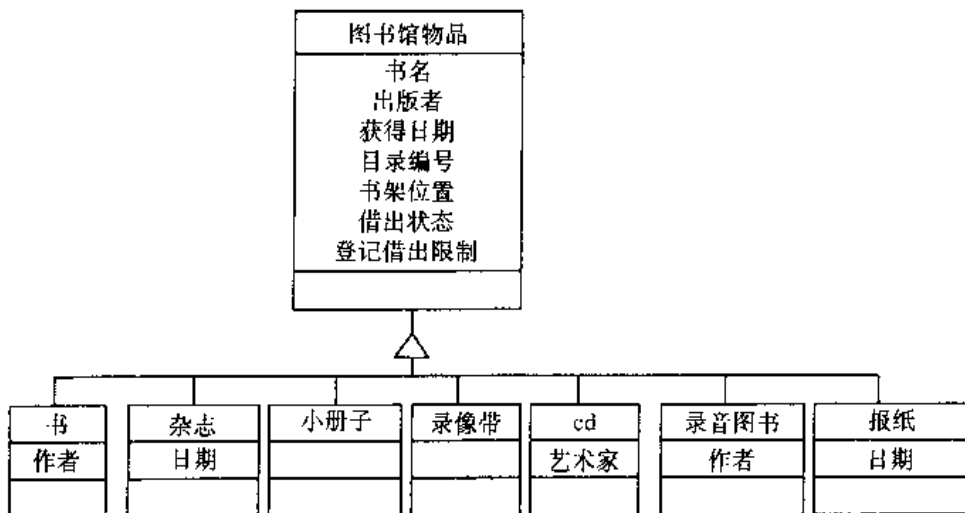 图书馆物品
书名
出版者
获得日期
目录编号
书架位置
借出状态
登记借出限制
书
杂志
小册子
录像带
cd
录音图书
报纸
作者
日期
艺术家
作者
日期